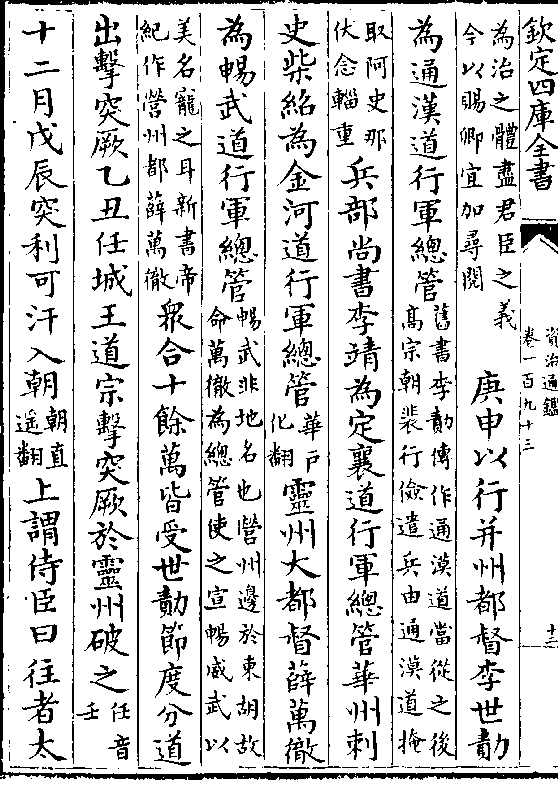 欽定四庫全書
資治通鑑
卷一百九十三
十三
為治之體盡君臣之義
今以賜卿宜加尋閱
庚申以行并州都督李世勣
為通漢道行軍總管
舊書李勣傳作通漠道當從之後
高宗朝裴行儉遣兵由通漠道掩
取阿史那
伏念輜重
兵部尚書李靖為定襄道行軍總管華州刺
史柴紹為金河道行軍總管
華戶
化翻
靈州大都督薛萬徹
為暢武道行軍總管
暢武非地名也營州邊於東胡故
命萬徹為總管使之宣暢威武以
美名寵之耳新書帝
紀作營州都薛萬徹
眾合十餘萬皆受世勣節度分道
出擊突厥乙丑任城王道宗擊突厥於靈州破之
任音
壬
十二月戊辰突利可汗入朝
朝直
遥翻
上謂侍臣曰往者太